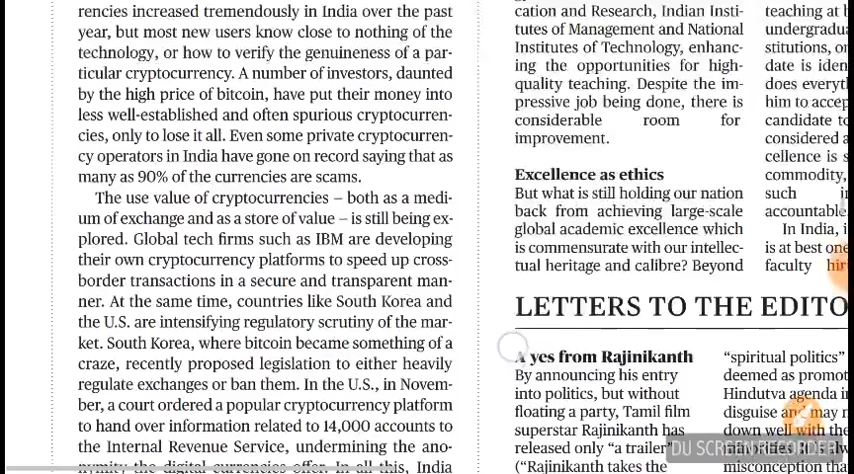 rencies increased tremendously in India over the past
year, but most new users know close to nothing of the
technology, or how to verify the genuineness of a par-
ticular cryptocurrency. A number of investors, daunted
by the high price of bitcoin, have put their money into
less well-established and often spurious cryptocurren-
cies, only to lose it all. Even some private cryptocurren-
cy operators in India have gone on record saying that as
many as 90% of the currencies are scams.
The use value of cryptocurrencies – both as a medi-
um of exchange and as a store of value – is still being ex-
plored. Global tech firms such as IBM are developing
their own cryptocurrency platforms to speed up cross-
border transactions in a secure and transparent man-
ner. At the same time, countries like South Korea and
the U.S. are intensifying regulatory scrutiny of the mar-
ket. South Korea, where bitcoin became something of a
craze, recently proposed legislation to either heavily
regulate exchanges or ban them. In the U.S., in Novem-
ber, a court ordered a popular cryptocurrency platform
to hand over information related to 14,000 accounts to
the Internal Revenue Service, undermining the ano-
nymity the digital currencies offer. In all this, India
cation and Research, Indian Insti-
tutes of Management and National
Institutes of Technology, enhanc-
ing the opportunities for high-
quality teaching. Despite the im-
pressive job being done, there is
considerable room for
improvement.
Excellence as ethics
But what is still holding our nation
back from achieving large-scale
global academic excellence which
is commensurate with our intellec-
tual heritage and calibre? Beyond
teaching at
undergradu
stitutions, or
date is iden
does everyt
him to accep
candidate to
considered a
cellence is s
commodity,
such
accountable
In India, i
is at best one
faculty hir
LETTERS TO THE EDITO
A yes from Rajinikanth
By announcing his entry
into politics, but without
floating a party, Tamil film
superstar Rajinikanth has
released only “a trailer”
(“Rajinikanth takes the
“spiritual politics”
deemed as promot
Hindutva agenda in
disguise and may n
down well with the
misconception tha
DU SCREEN RECORDER